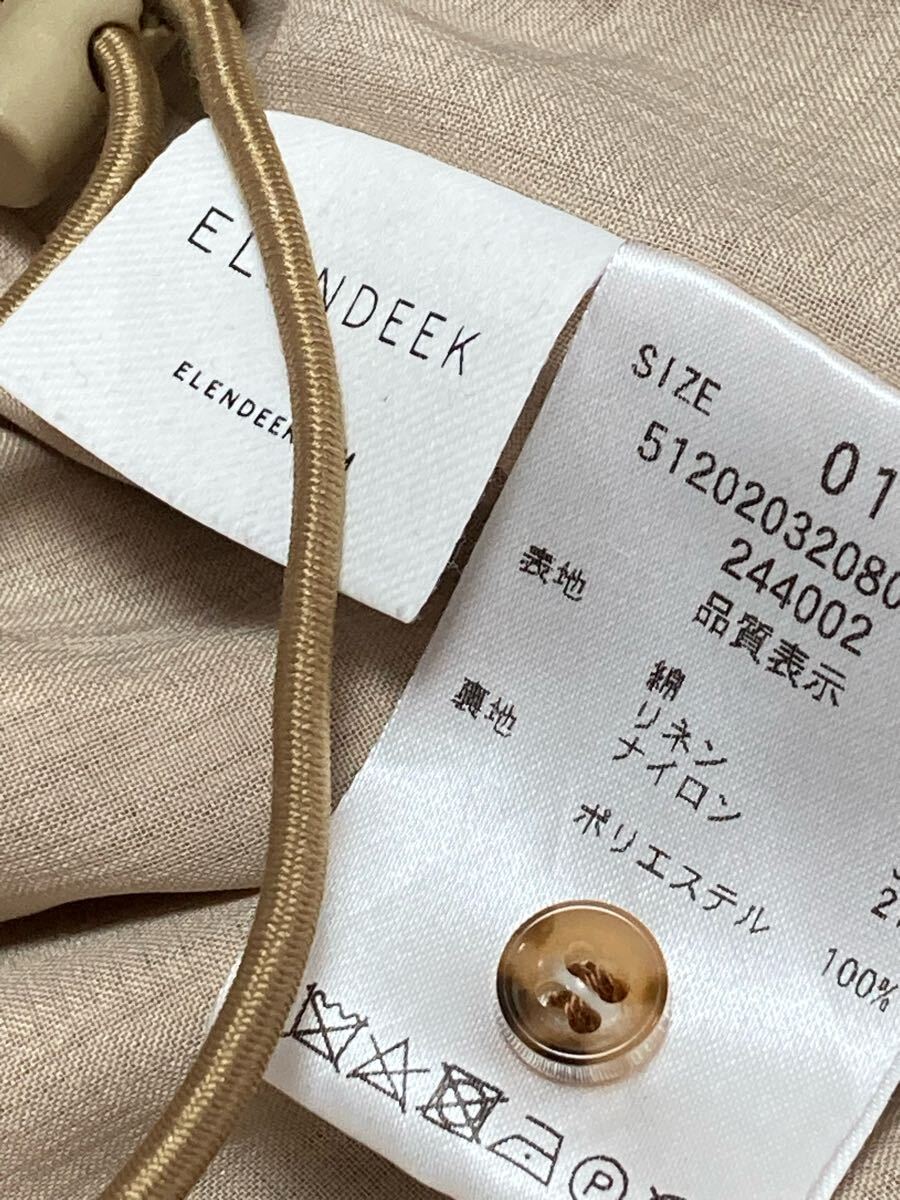 ELENDEEK
ELENDEEK
SIZE 01
5120203208
244002
品質表示
表地 綿
リネン
ナイロン
裏地 ポリエステル 100%
P